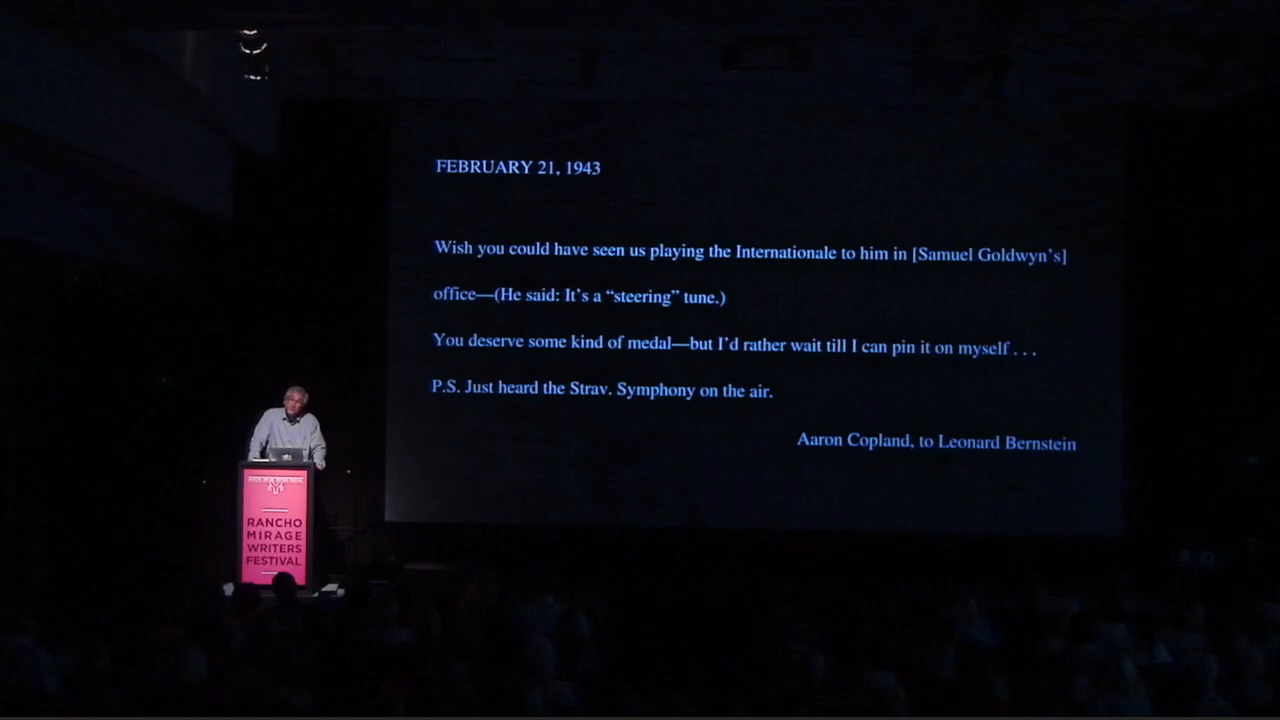 FEBRUARY 21, 1943
Wish you could have seen us playing the Internationale to him in [Samuel Goldwyn’s]
office—(He said: It’s a “steering” tune.)
You deserve some kind of medal—but I’d rather wait till I can pin it on myself . . .
P.S. Just heard the Strav. Symphony on the air.
Aaron Copland, to Leonard Bernstein
RANCHO
MIRAGE
WRITERS
FESTIVAL